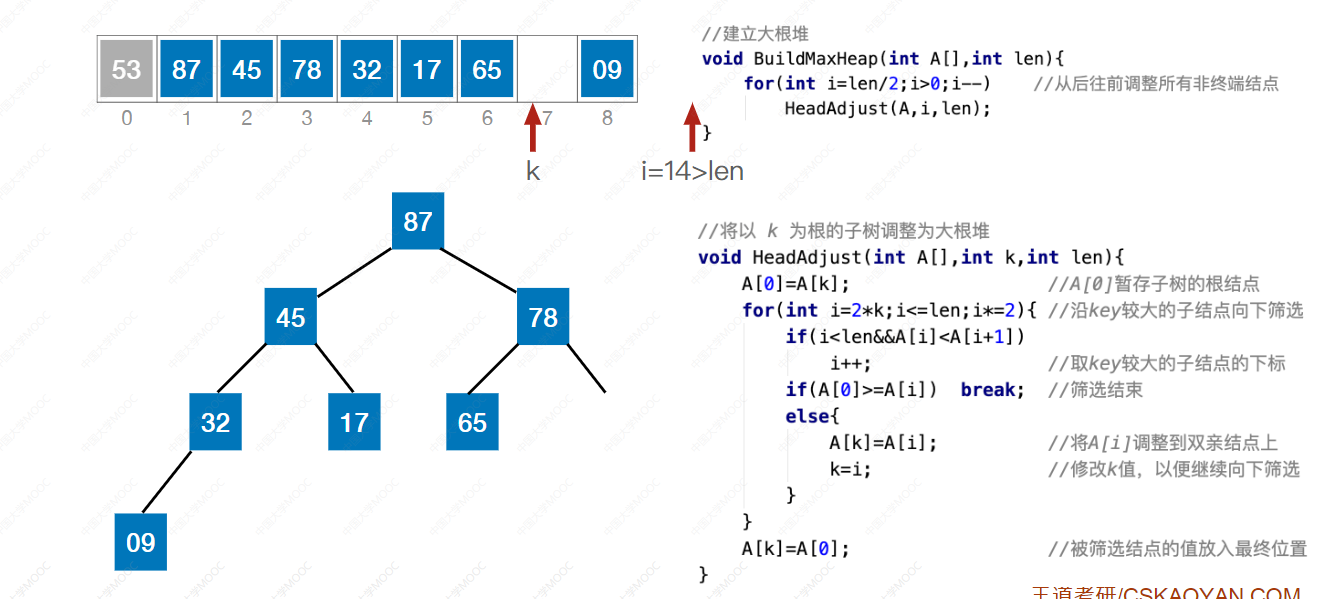 53 87 45 78 32 17 65 09
0 1 2 3 4 5 6 7 8
k
i=14>len
87
45 78
32 17 65
09
//建立大根堆
void BuildMaxHeap(int A[],int len){
for(int i=len/2;i>0;i--) //从后往前调整所有非终端结点
HeadAdjust(A,i,len);
}
//将以 k 为根的子树调整为大根堆
void HeadAdjust(int A[],int k,int len){
A[0]=A[k]; //A[0]暂存子树的根结点
for(int i=2*k;i<=len;i*=2){ //沿key较大的子结点向下筛选
if(i<len&&A[i]<A[i+1])
i++; //取key较大的子结点的下标
if(A[0]>=A[i]) break; //筛选结束
else{
A[k]=A[i]; //将A[i]调整到双亲结点上
k=i; //修改k值，以便继续向下筛选
}
}
A[k]=A[0]; //被筛选结点的值放入最终位置
}
王道考研/CSKAOYAN.COM
中国大学MOOC